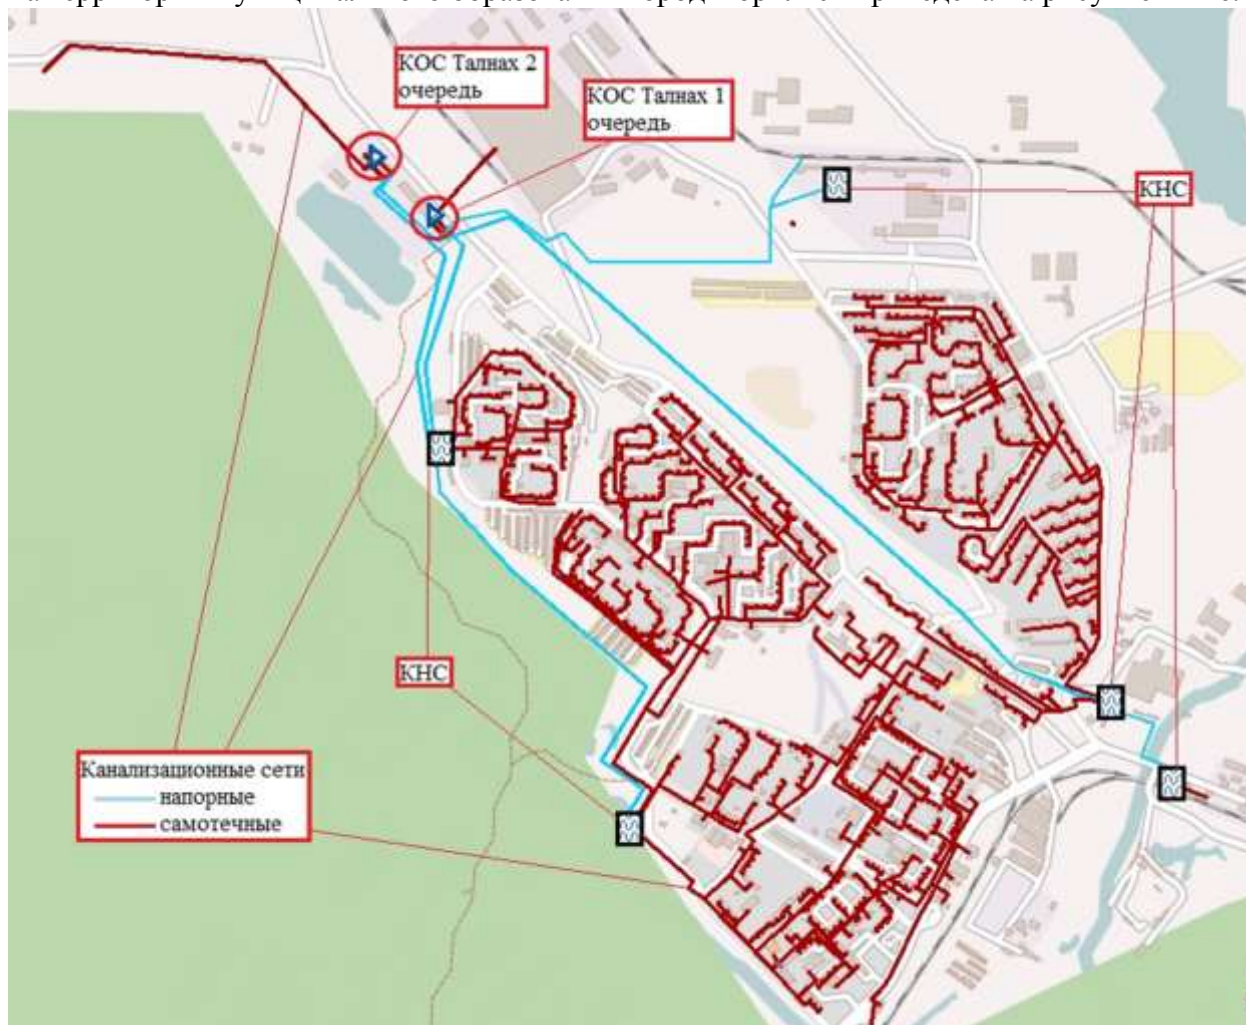 КОС Талнах 2
очередь
КОС Талнах 1
очередь
КНС
КНС
Канализационные сети
напорные
самотечные